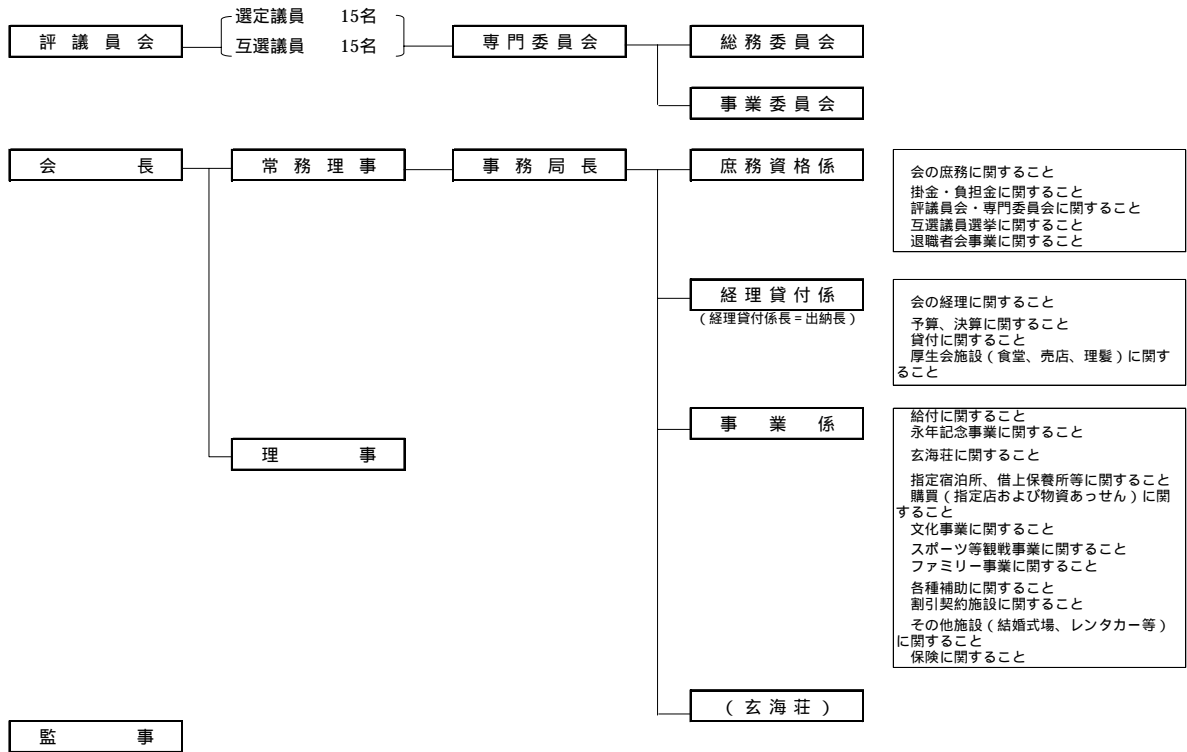 選定議員 15名
評議員会 専門委員会 総務委員会
互選議員 15名
事業委員会
会長 常務理事 事務局長 庶務資格係
会の庶務に関すること
掛金・負担金に関すること
評議員会・専門委員会に関すること
互選議員選挙に関すること
退職者会事業に関すること
経理貸付係
(経理貸付係長=出納長)
会の経理に関すること
予算、決算に関すること
貸付に関すること
厚生会施設(食堂、売店、理髪)に関す
ること
事業係
理事
給付に関すること
永年記念事業に関すること
玄海荘に関すること
指定宿泊所、借上保養所等に関すること
購買(指定店および物資あっせん)に関
すること
文化事業に関すること
スポーツ等観戦事業に関すること
ファミリー事業に関すること
各種補助に関すること
割引契約施設に関すること
その他施設(結婚式場、レンタカー等)
に関すること
保険に関すること
(玄海荘)
監事